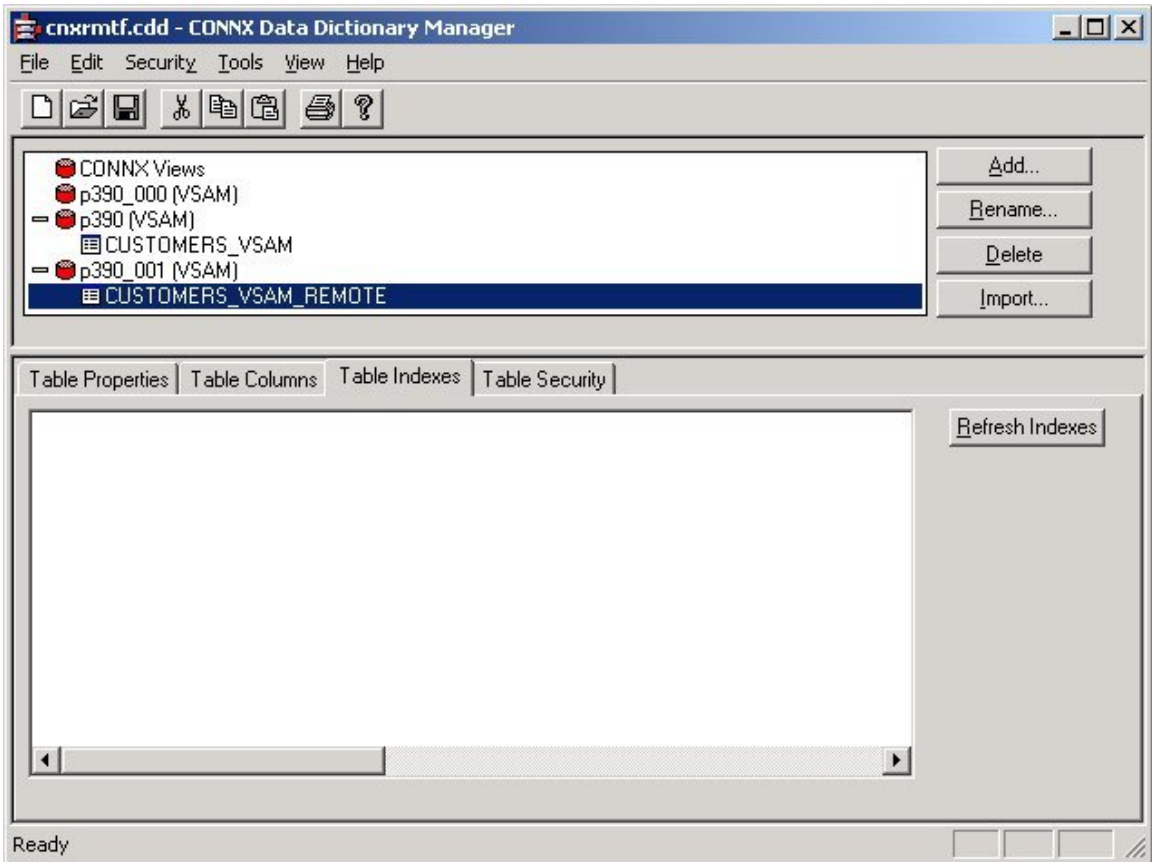 cnxrmtf.cdd - CONNX Data Dictionary Manager
File Edit Security Tools View Help
CONNX Views
p390_000 (VSAM)
p390 (VSAM)
CUSTOMERS_VSAM
p390_001 (VSAM)
CUSTOMERS_VSAM_REMOTE
Add...
Rename...
Delete
Import...
Table Properties Table Columns Table Indexes Table Security
Refresh Indexes
Ready